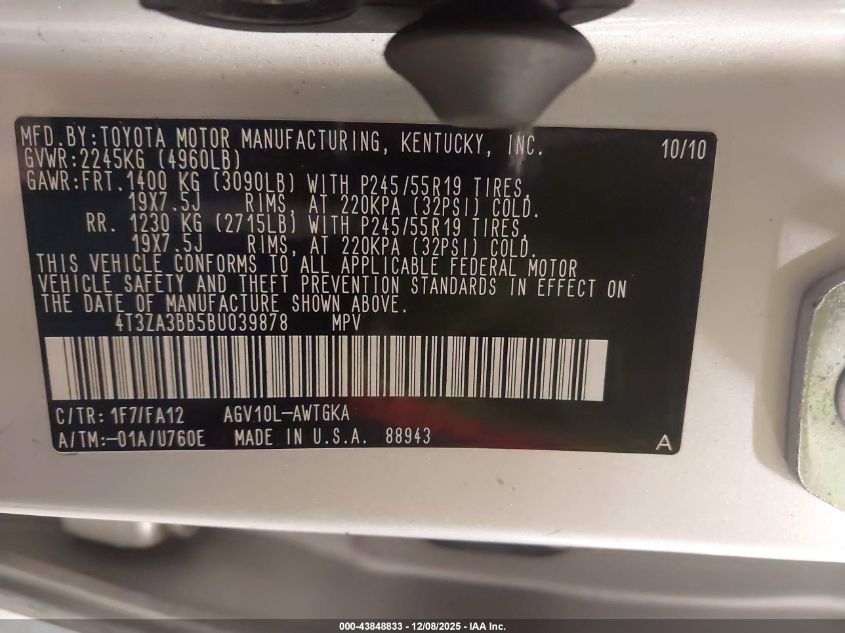 MFD.BY:TOYOTA MOTOR MANUFACTURING, KENTUCKY, INC. 10/10
GVWR:2245KG (4960LB)
GAWR:FRT.1400 KG (3090LB) WITH P245/55R19 TIRES,
19X7.5J RIMS, AT 220KPA (32PSI) COLD.
RR. 1230 KG (2715LB) WITH P245/55R19 TIRES,
19X7.5J RIMS, AT 220KPA (32PSI) COLD.
THIS VEHICLE CONFORMS TO ALL APPLICABLE FEDERAL MOTOR
VEHICLE SAFETY AND THEFT PREVENTION STANDARDS IN EFFECT ON
THE DATE OF MANUFACTURE SHOWN ABOVE.
4T3ZA3BB5BU039878 MPV
C/TR: 1F7/FA12 AGV10L-AWTGKA
A/TM:-01A/U760E MADE IN U.S.A. 88943 A
000-43848833 - 12/08/2025 - IAA Inc.